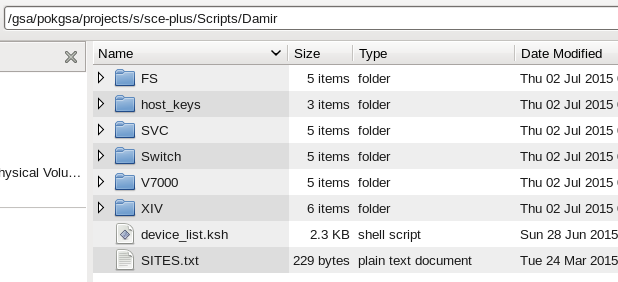 /gsa/pokgsa/projects/s/sce-plus/Scripts/Damir
Name Size Type Date Modified
FS 5 items folder Thu 02 Jul 2015
host_keys 3 items folder Thu 02 Jul 2015
SVC 5 items folder Thu 02 Jul 2015
Switch 5 items folder Thu 02 Jul 2015
hysical Volu...
V7000 5 items folder Thu 02 Jul 2015
XIV 6 items folder Thu 02 Jul 2015
device_list.ksh 2.3 KB shell script Sun 28 Jun 2015
SITES.txt 229 bytes plain text document Tue 24 Mar 2015